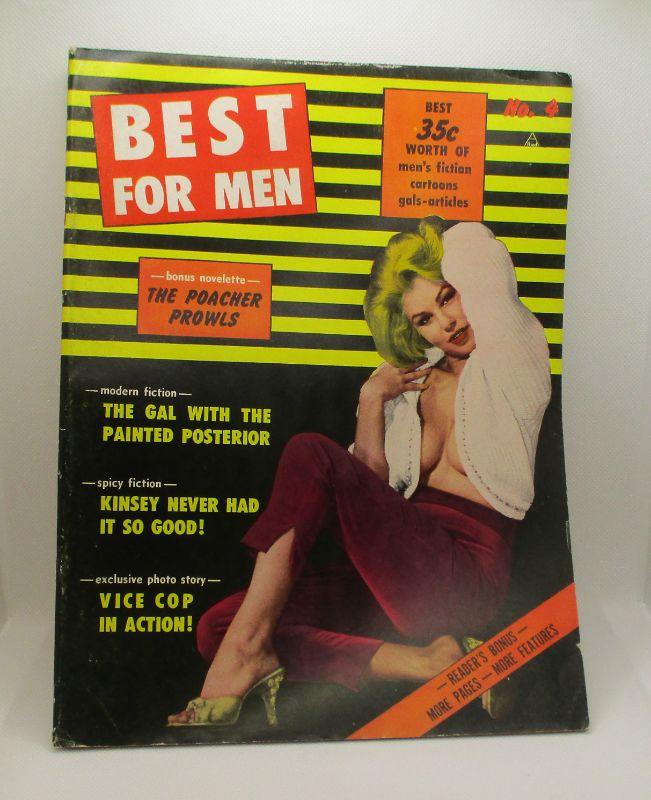 BEST
FOR MEN
BEST
35c
WORTH OF
men's fiction
cartoons
gals-articles
No. 4
— bonus novelette —
THE POACHER
PROWLS
— modern fiction —
THE GAL WITH THE
PAINTED POSTERIOR
— spicy fiction —
KINSEY NEVER HAD
IT SO GOOD!
— exclusive photo story —
VICE COP
IN ACTION!
— READER'S BONUS —
MORE PAGES — MORE FEATURES